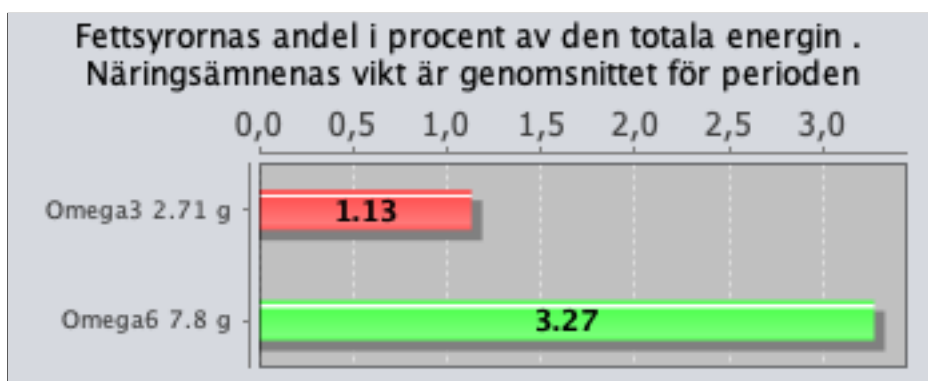 Fettsyrornas andel i procent av den totala energin .
Näringsämnenas vikt är genomsnittet för perioden
0,0 0,5 1,0 1,5 2,0 2,5 3,0
Omega3 2.71 g 1.13
Omega6 7.8 g 3.27